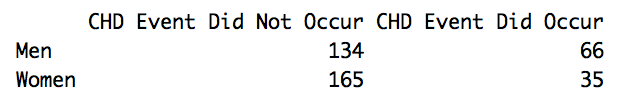 CHD Event Did Not Occur CHD Event Did Occur
Men 134 66
Women 165 35